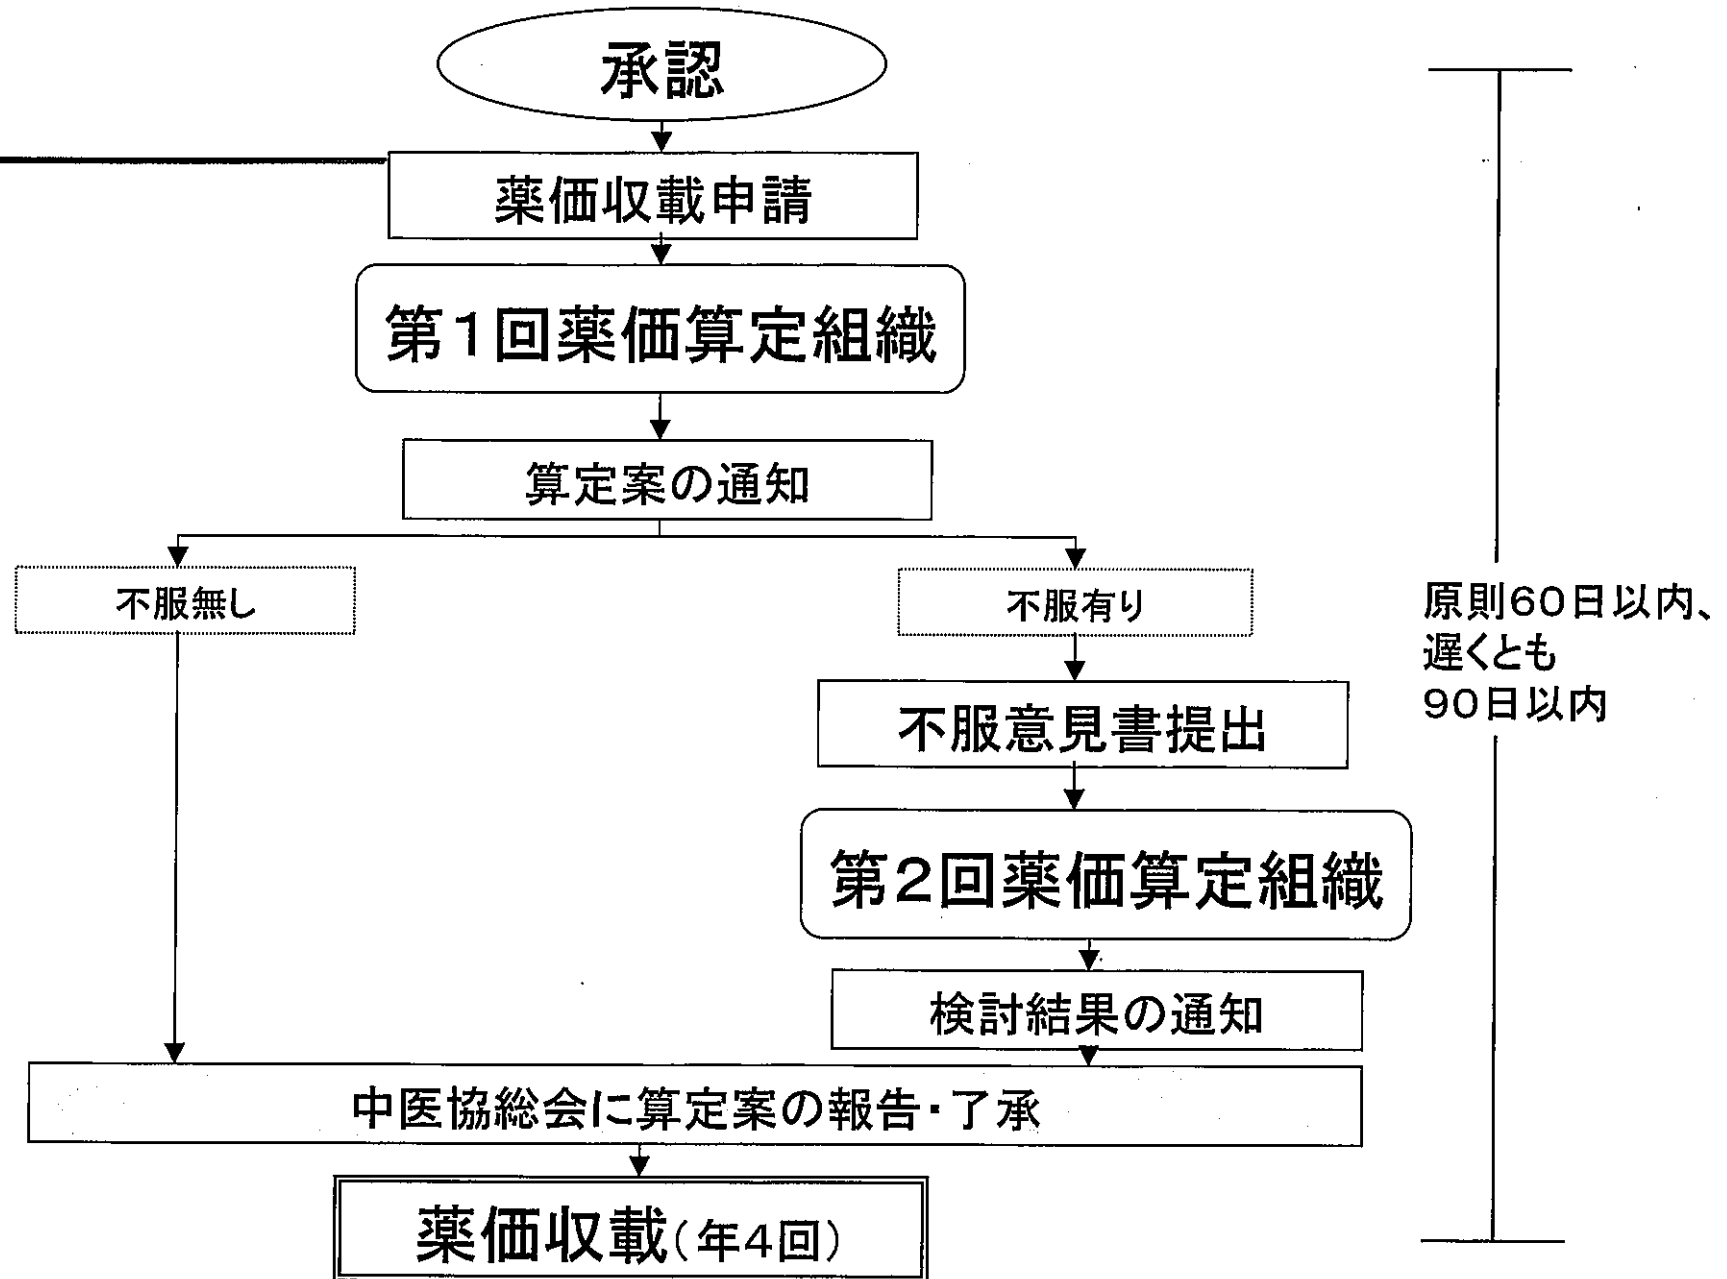 承認
薬価収載申請
第1回薬価算定組織
算定案の通知
不服無し
不服有り
原則60日以内、
遅くとも
90日以内
不服意見書提出
第2回薬価算定組織
検討結果の通知
中医協総会に算定案の報告・了承
薬価収載(年4回)